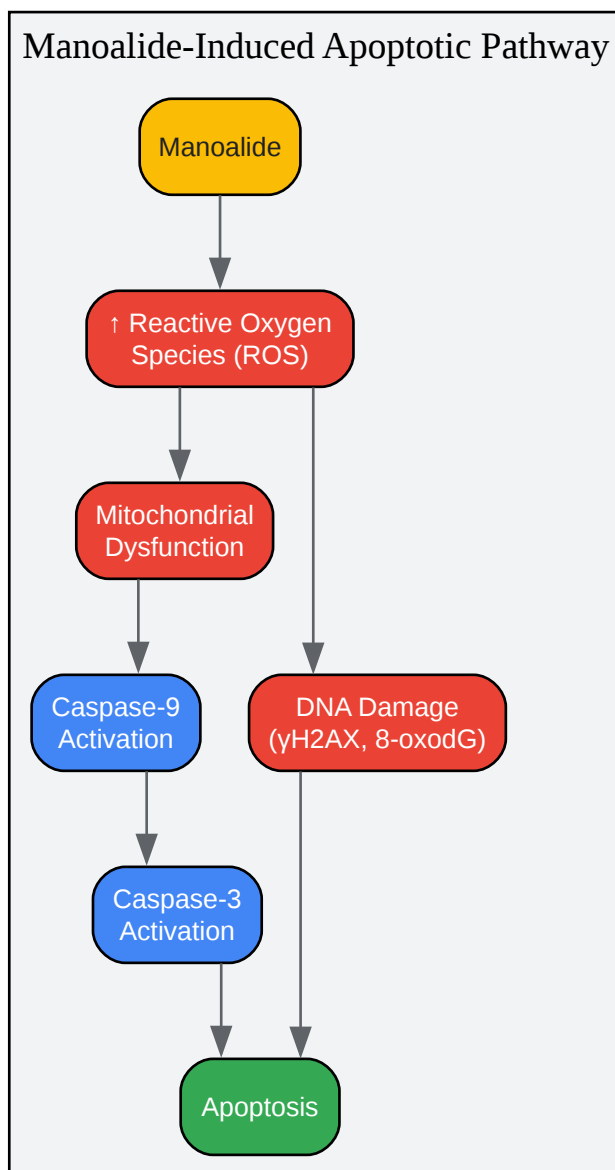 Manoalide-Induced Apoptotic Pathway
Manoalide
↑ Reactive Oxygen
Species (ROS)
Mitochondrial
Dysfunction
Caspase-9
Activation
DNA Damage
(γH2AX, 8-oxodG)
Caspase-3
Activation
Apoptosis